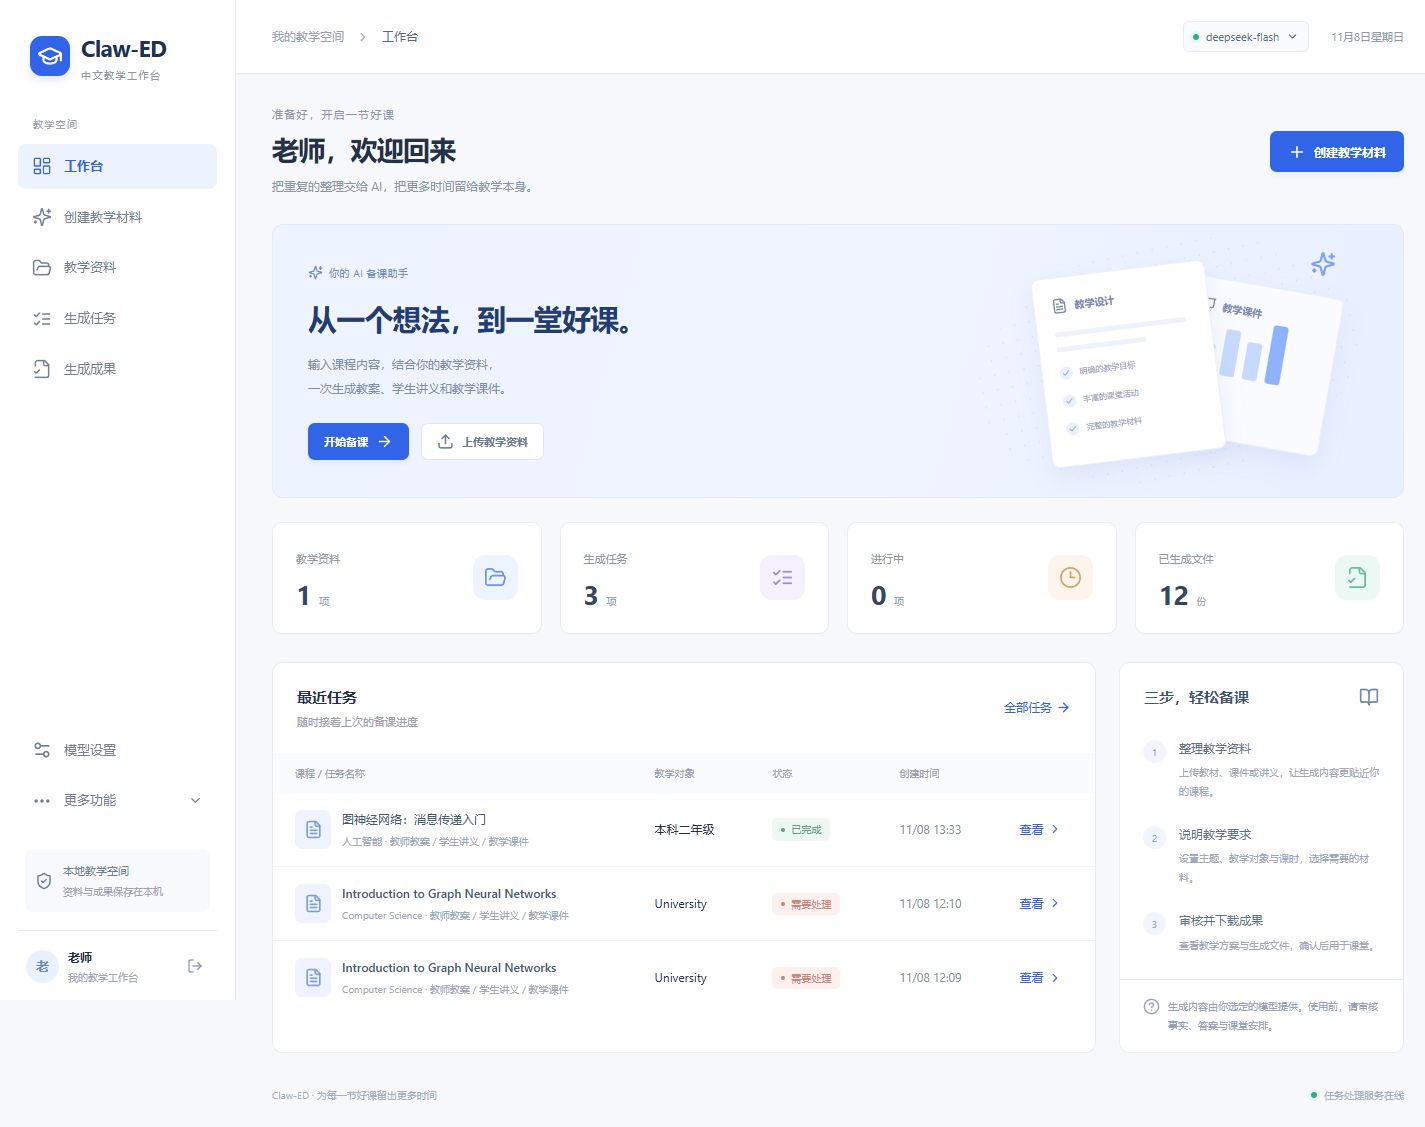 Claw-ED
中文教学工作台
教学空间
工作台
创建教学材料
教学资料
生成任务
生成成果
模型设置
更多功能
本地教学空间
资料与成果保存在本机
老
老师
我的教学工作台
我的教学空间 > 工作台
deepseek-flash
11月8日星期日
准备好，开启一节好课
老师，欢迎回来
把重复的整理交给 AI，把更多时间留给教学本身。
创建教学材料
你的 AI 备课助手
从一个想法，到一堂好课。
输入课程内容，结合你的教学资料，
一次生成教案、学生讲义和教学课件。
开始备课
上传教学资料
教学设计
明确的教学目标
丰富的课堂活动
完整的教学材料
教学课件
教学资料
1 项
生成任务
3 项
进行中
0 项
已生成文件
12 份
最近任务
随时接着上次的备课进度
全部任务
课程 / 任务名称 教学对象 状态 创建时间
图神经网络：消息传递入门
人工智能 · 教师教案 / 学生讲义 / 教学课件
本科二年级 已完成 11/08 13:33 查看
Introduction to Graph Neural Networks
Computer Science · 教师教案 / 学生讲义 / 教学课件
University 需要处理 11/08 12:10 查看
Introduction to Graph Neural Networks
Computer Science · 教师教案 / 学生讲义 / 教学课件
University 需要处理 11/08 12:09 查看
三步，轻松备课
1 整理教学资料
上传教材、课件或讲义，让生成内容更贴近你
的课程。
2 说明教学要求
设置主题、教学对象与课时，选择需要的材
料。
3 审核并下载成果
查看教学方案与生成文件，确认后用于课堂。
生成内容由你选定的模型提供。使用前，请审核
事实、答案与课堂安排。
Claw-ED · 为每一节好课留出更多时间
任务处理服务在线